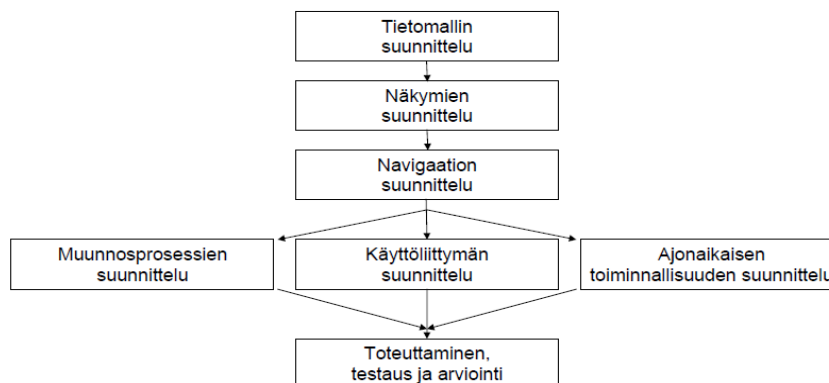 Tietomallin
suunnittelu
Näkymien
suunnittelu
Navigaation
suunnittelu
Muunnosprosessien
suunnittelu
Käyttöliittymän
suunnittelu
Ajonaikaisen
toiminnallisuuden suunnittelu
Toteuttaminen,
testaus ja arviointi